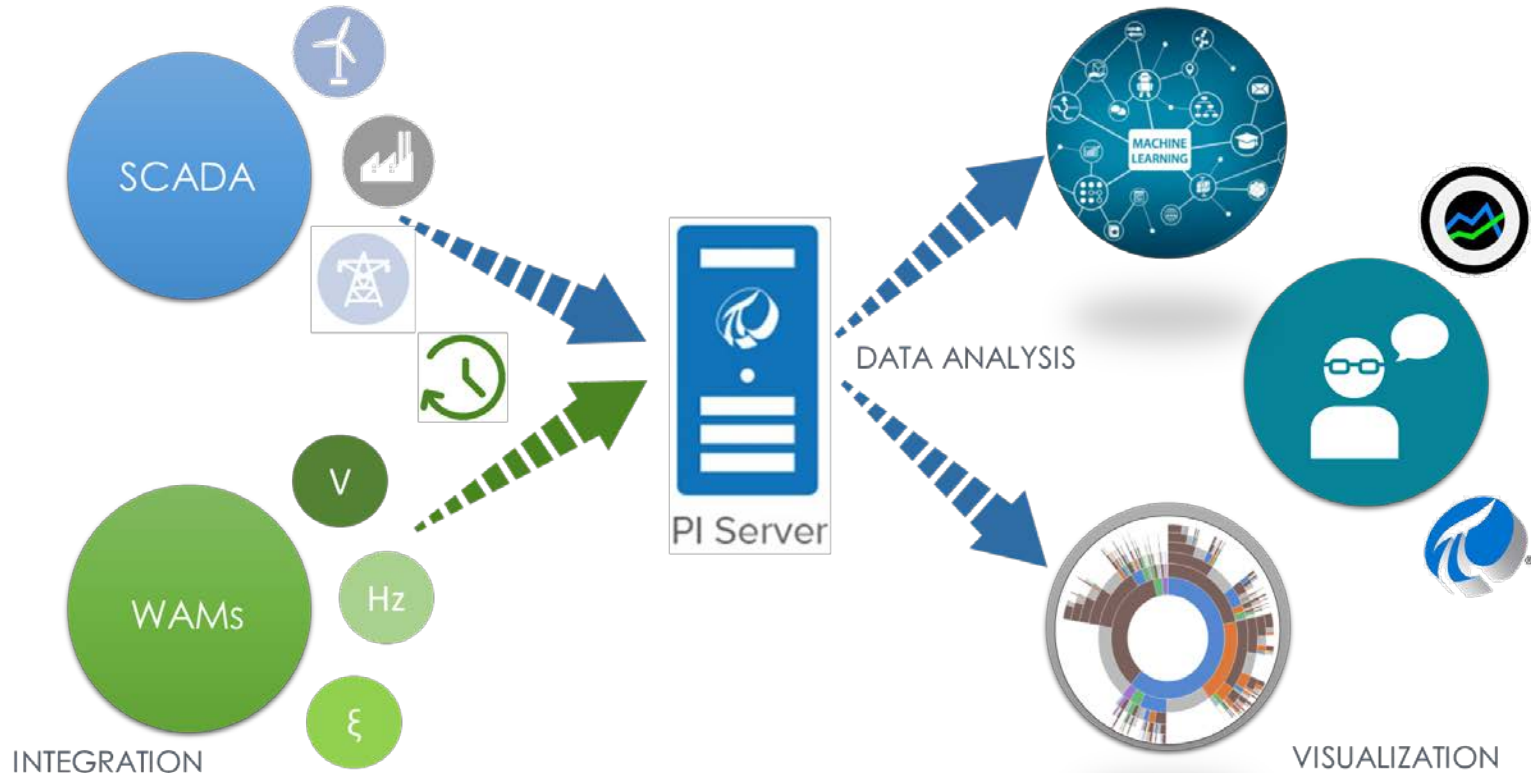 SCADA
MACHINE
LEARNING
DATA ANALYSIS
V
PI Server
Hz
WAMs
ξ
INTEGRATION
VISUALIZATION
®